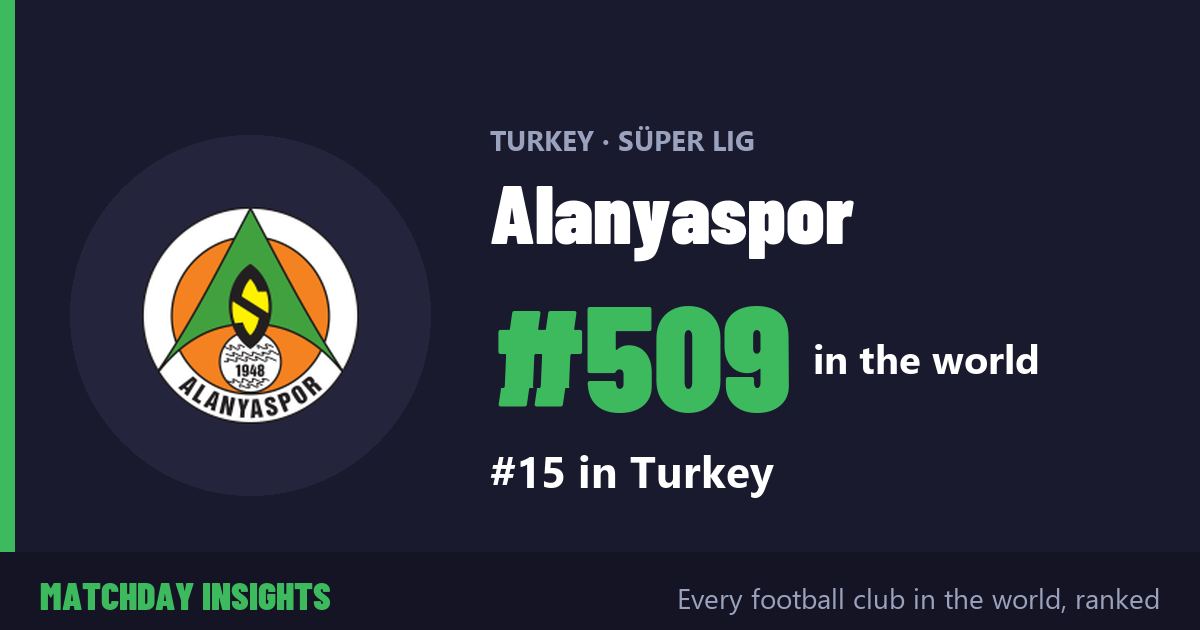 TURKEY · SÜPER LIG
Alanyaspor
#509 in the world
#15 in Turkey
S
1948
ALANYASPOR
MATCHDAY INSIGHTS
Every football club in the world, ranked